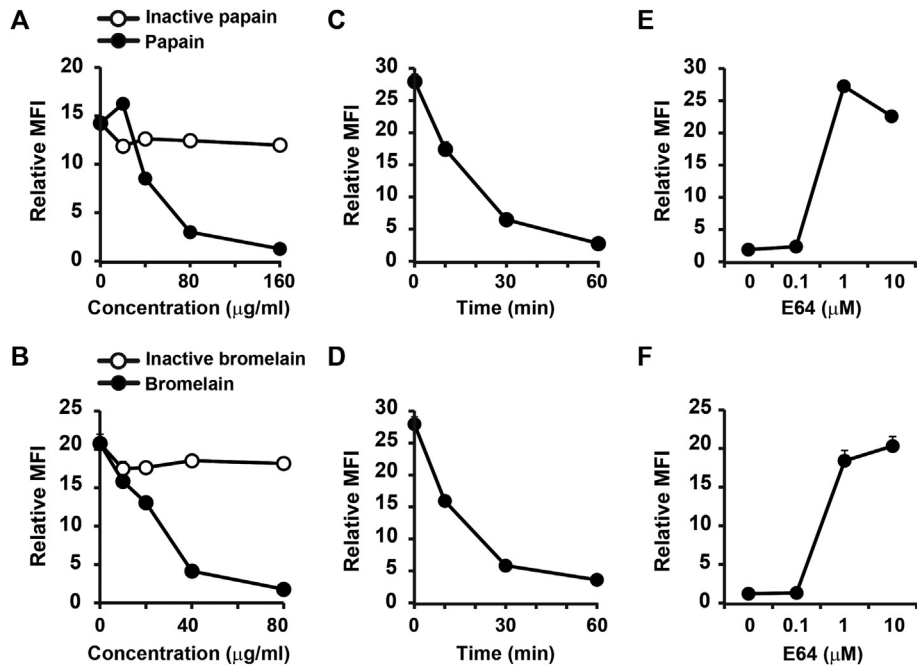 A
Inactive papain
Papain
Relative MFI
20
15
10
5
0
0
80
160
Concentration (μg/ml)
C
Relative MFI
30
25
20
15
10
5
0
0
30
60
Time (min)
E
Relative MFI
30
25
20
15
10
5
0
0
0.1
1
10
E64 (μM)
B
Inactive bromelain
Bromelain
Relative MFI
25
20
15
10
5
0
0
40
80
Concentration (μg/ml)
D
Relative MFI
30
25
20
15
10
5
0
0
30
60
Time (min)
F
Relative MFI
25
20
15
10
5
0
0
0.1
1
10
E64 (μM)